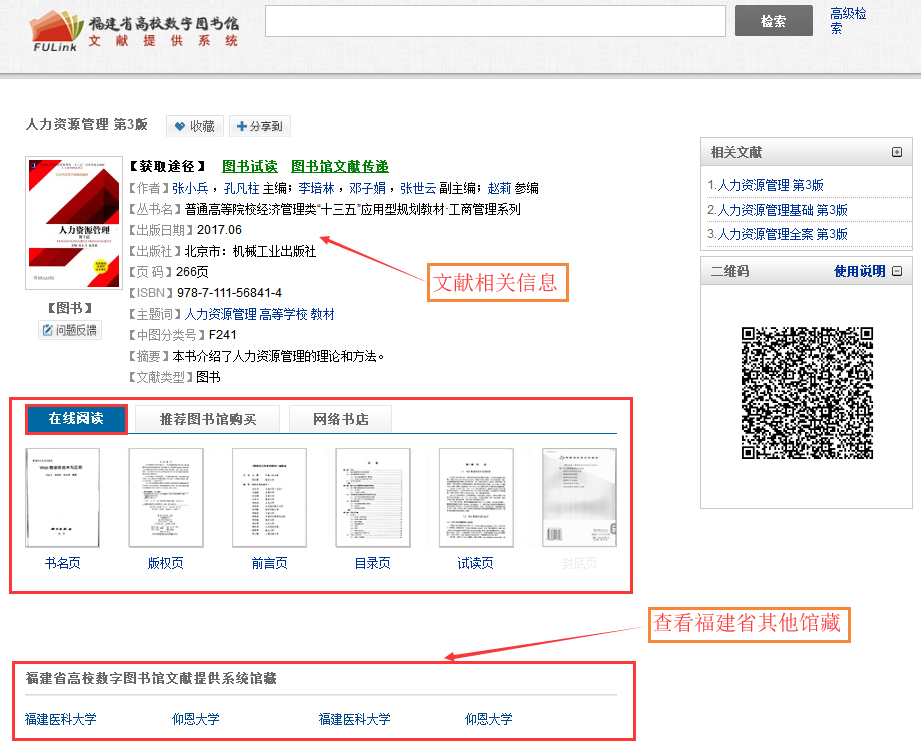 福建省高校数字图书馆
文献提供系统
FULink
检索
高级检
索
人力资源管理 第3版
收藏
分享到
【获取途径】 图书试读 图书馆文献传递
【作者】张小兵，孔凡柱 主编；李培林，邓子娟，张世云 副主编；赵莉 参编
【丛书名】普通高等院校经济管理类“十三五”应用型规划教材·工商管理系列
【出版日期】2017.06
【出版社】北京市：机械工业出版社
【页 码】266页
【ISBN】978-7-111-56841-4
【主题词】人力资源管理 高等学校 教材
【中图分类号】F241
【摘要】本书介绍了人力资源管理的理论和方法。
【文献类型】图书
人力资源管理
【图书】
问题反馈
文献相关信息
相关文献
1.人力资源管理 第3版
2.人力资源管理基础 第3版
3.人力资源管理全案 第3版
二维码 使用说明
在线阅读 推荐图书馆购买 网络书店
书名页 版权页 前言页 目录页 试读页 封底页
查看福建省其他馆藏
福建省高校数字图书馆文献提供系统馆藏
福建医科大学 仰恩大学 福建医科大学 仰恩大学